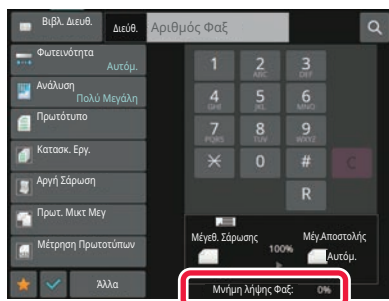 Βιβλ. Διευθ.
Διεύθ.
Αριθμός Φαξ
Φωτεινότητα
Αυτόμ.
Ανάλυση
Πολύ Μεγάλη
Πρωτότυπο
Κατασκ. Εργ.
Αργή Σάρωση
Πρωτ. Μικτ Μεγ
Μέτρηση Πρωτοτύπων
Άλλα
1
2
ABC
3
DEF
4
GHI
5
JKL
6
MNO
7
PQRS
8
TUV
9
WXYZ
0
#
C
R
Μέγεθ. Σάρωσης
100%
Μέγ.Αποστολής
Αυτόμ.
Μνήμη λήψης Φαξ: 0%